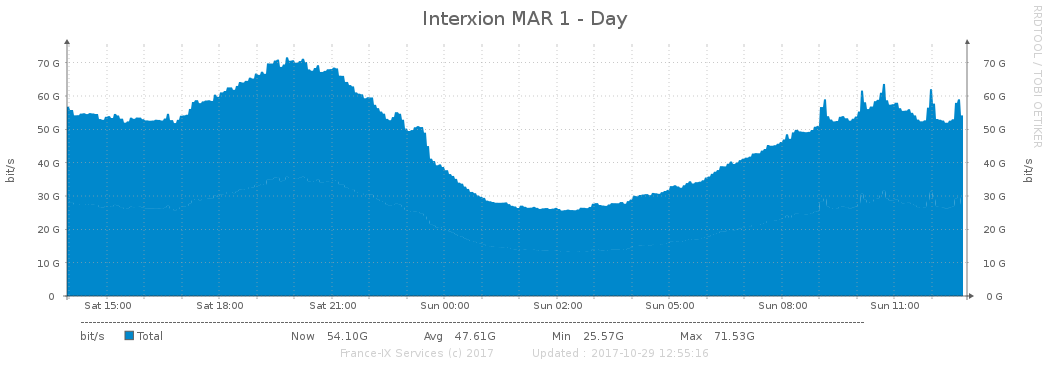 Interxion MAR 1 - Day
RRDTOOL / TOBI OETIKER
bit/s
bit/s
70 G 70 G
60 G 60 G
50 G 50 G
40 G 40 G
30 G 30 G
20 G 20 G
10 G 10 G
0 0 G
Sat 15:00 Sat 18:00 Sat 21:00 Sun 00:00 Sun 02:00 Sun 05:00 Sun 08:00 Sun 11:00
bit/s Total Now 54.10G Avg 47.61G Min 25.57G Max 71.53G
France-IX Services (c) 2017 Updated : 2017-10-29 12:55:16